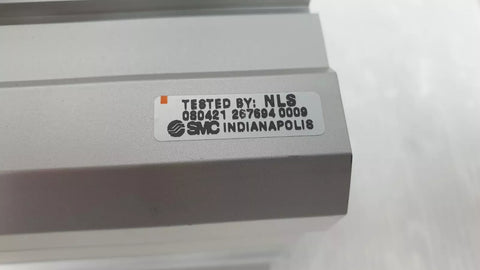 TESTED BY: NLS
080421 267694 0009
SMC INDIANAPOLIS